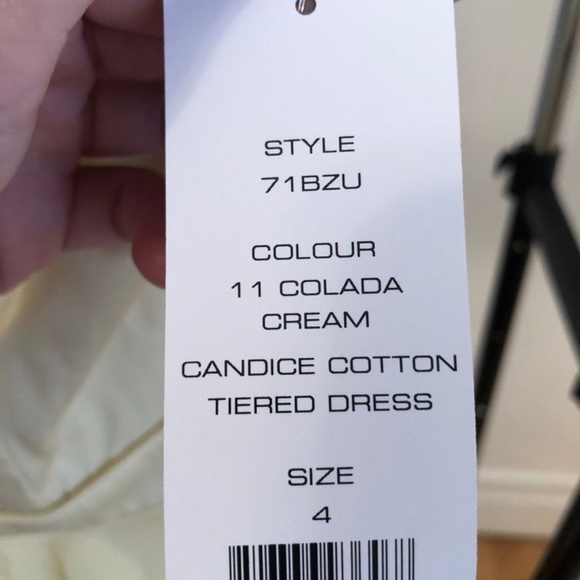 STYLE
71BZU
COLOUR
11 COLADA
CREAM
CANDICE COTTON
TIERED DRESS
SIZE
4